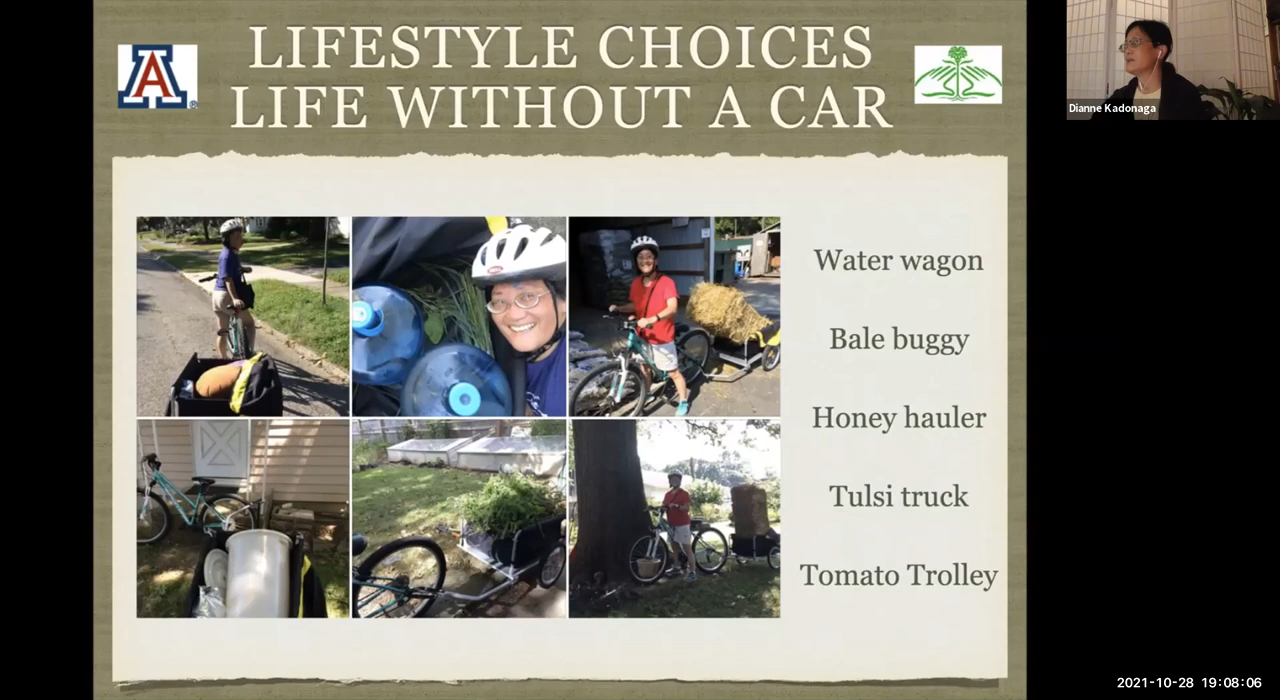 LIFESTYLE CHOICES
LIFE WITHOUT A CAR
A
®
Water wagon
Bale buggy
Honey hauler
Tulsi truck
Tomato Trolley
Dianne Kadonaga
2021-10-28 19:08:06